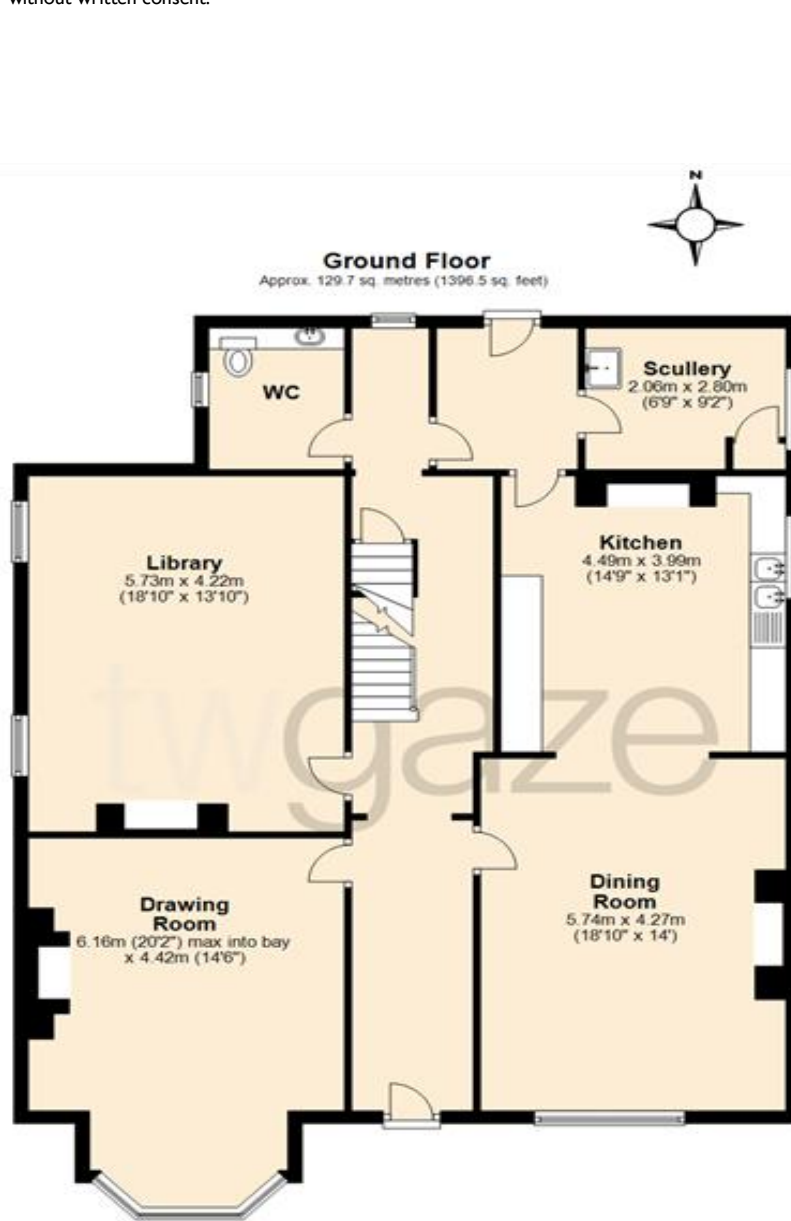 without written consent.
N
Ground Floor
Approx. 129.7 sq. metres (1396.5 sq. feet)
WC
Scullery
2.06m x 2.80m
(6'9" x 9'2")
Library
5.73m x 4.22m
(18'10" x 13'10")
Kitchen
4.49m x 3.99m
(14'9" x 13'1")
twgaze
Drawing
Room
6.16m (20'2") max into bay
x 4.42m (14'6")
Dining
Room
5.74m x 4.27m
(18'10" x 14')